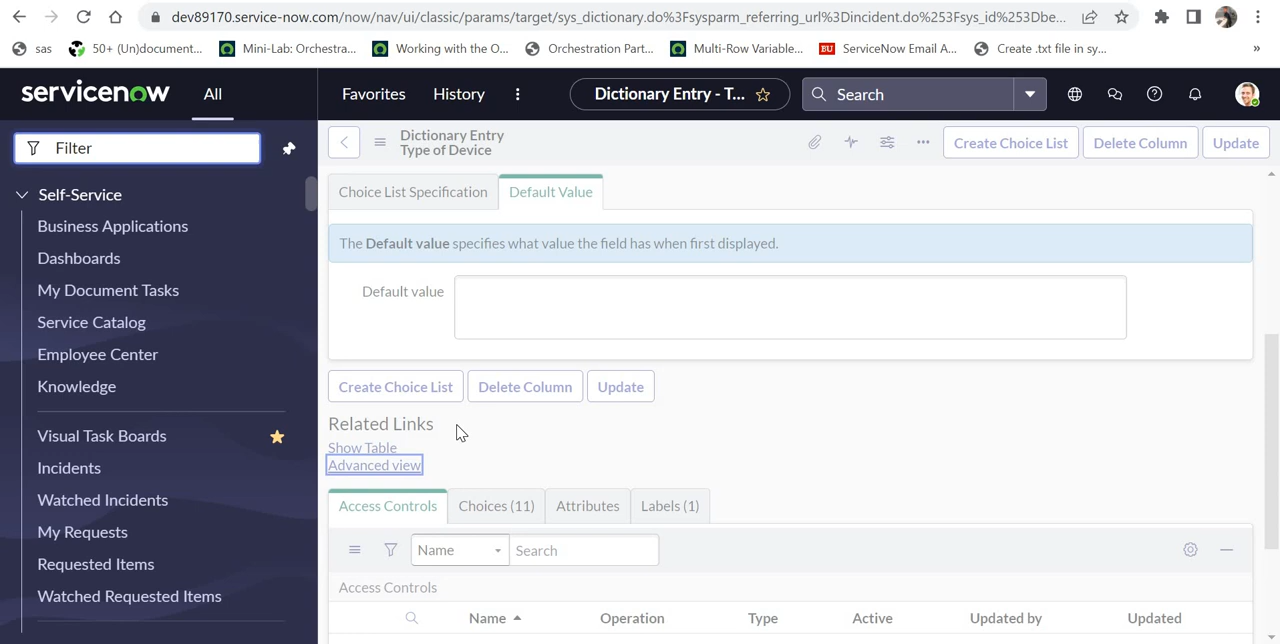 dev89170.service-now.com/now/nav/ui/classic/params/target/sys_dictionary.do%3Fsysparm_referring_url%3Dincident.do%253Fsys_id%253Dbe...
sas
50+ (Un)document...
Mini-Lab: Orchestra...
Working with the O...
Orchestration Part...
Multi-Row Variable...
BU
ServiceNow Email A...
Create .txt file in sy...
»
servicenow
All
Favorites
History
Dictionary Entry - T...
Search
Filter
Dictionary Entry
Type of Device
Create Choice List
Delete Column
Update
Self-Service
Business Applications
Dashboards
My Document Tasks
Service Catalog
Employee Center
Knowledge
Visual Task Boards
Incidents
Watched Incidents
My Requests
Requested Items
Watched Requested Items
Choice List Specification
Default Value
The Default value specifies what value the field has when first displayed.
Default value
Create Choice List
Delete Column
Update
Related Links
Show Table
Advanced view
Access Controls
Choices (11)
Attributes
Labels (1)
Name
Search
Access Controls
Name
Operation
Type
Active
Updated by
Updated